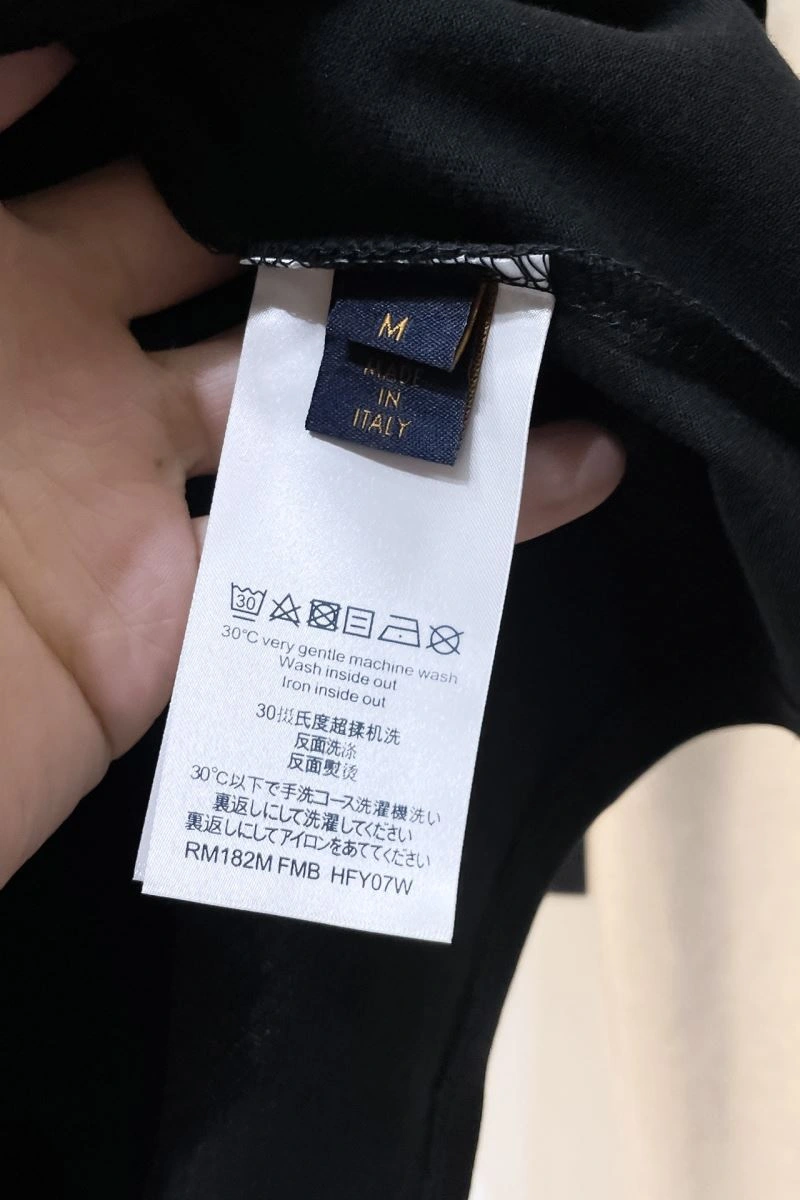 M
MADE
IN
ITALY
30
30°C very gentle machine wash
Wash inside out
Iron inside out
30摄氏度超揉机洗
反面洗涤
反面熨烫
30℃以下で手洗コース洗濯機洗い
裏返しにして洗濯してください
裏返しにしてアイロンをあててください
RM182M FMB HFY07W